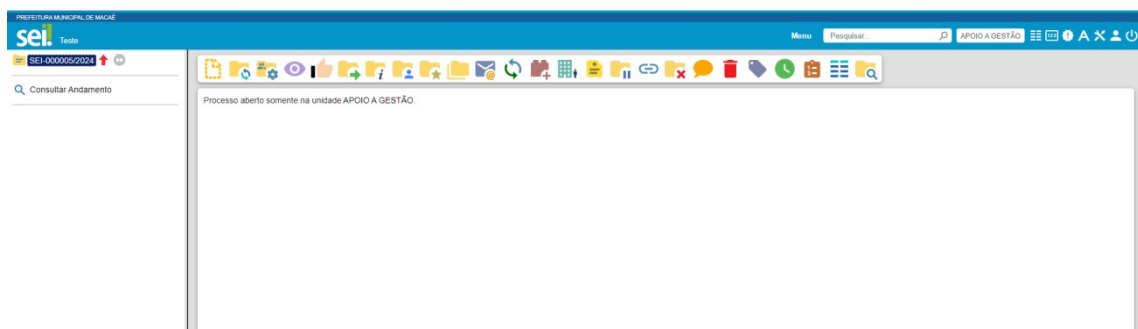 PREFEITURA MUNICIPAL DE MACAÉ
sei! Teste
Menu Pesquisar... APOIO A GESTÃO
SEI-000005/2024
Consultar Andamento
Processo aberto somente na unidade APOIO A GESTÃO.